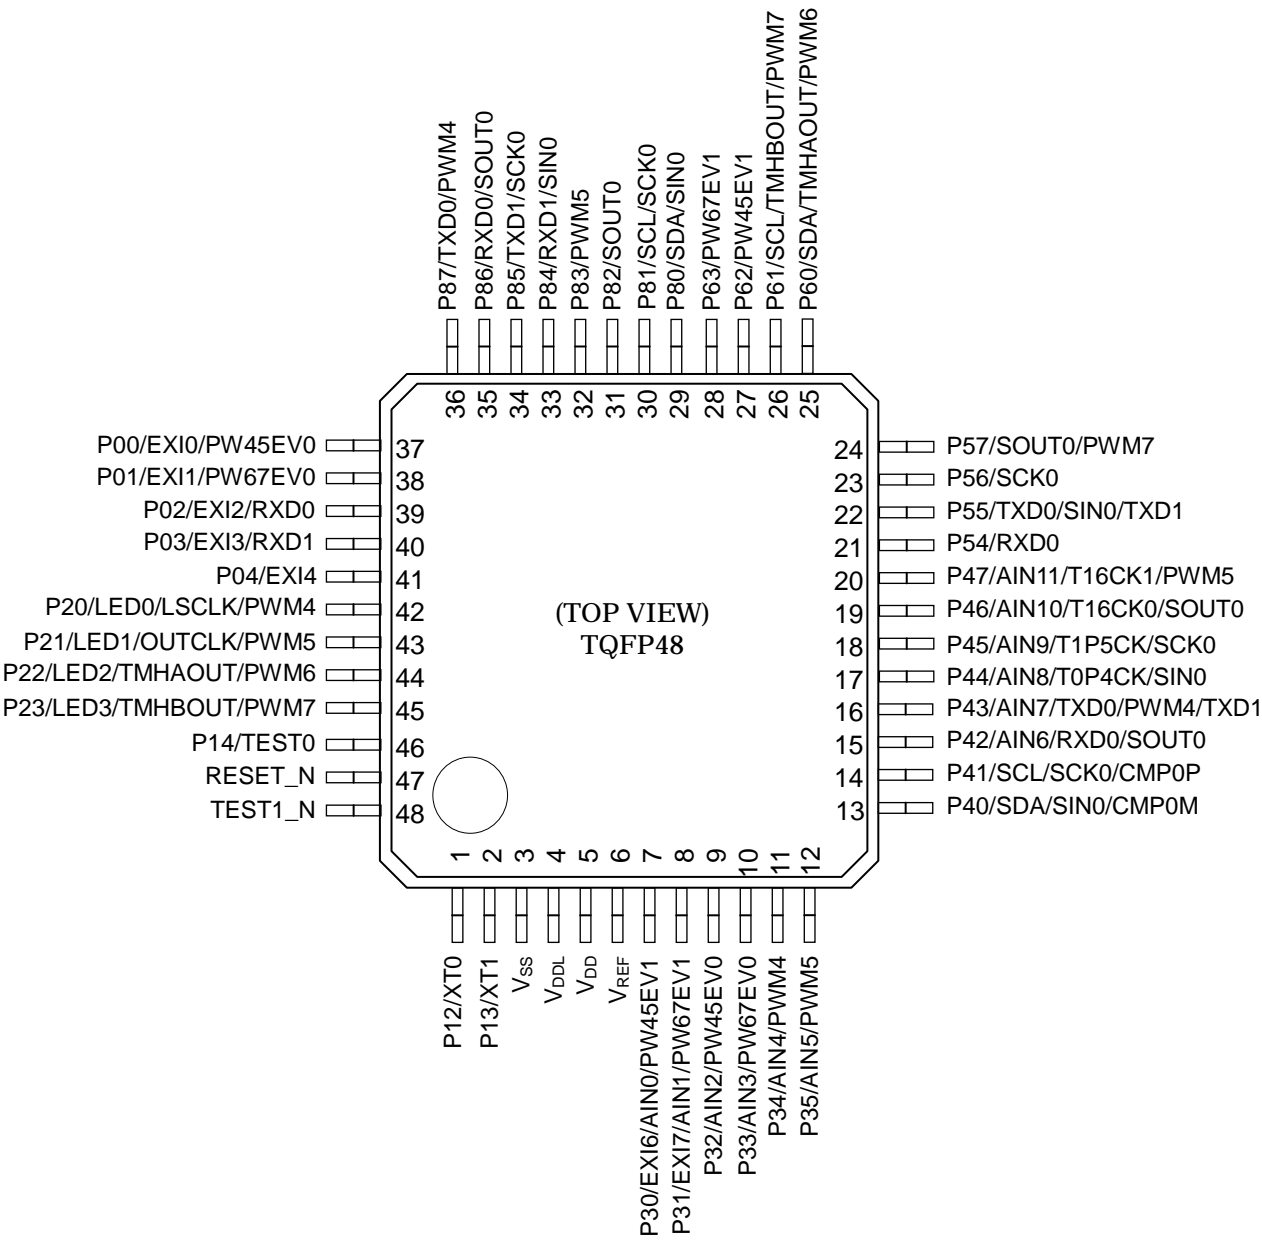 P87/TXD0/PWM4
P86/RXD0/SOUT0
P85/TXD1/SCK0
P84/RXD1/SIN0
P83/PWM5
P82/SOUT0
P81/SCL/SCK0
P80/SDA/SIN0
P63/PW67EV1
P62/PW45EV1
P61/SCL/TMHBOUT/PWM7
P60/SDA/TMHAOUT/PWM6
36
35
34
33
32
31
30
29
28
27
26
25
P00/EXI0/PW45EV0 37
P01/EXI1/PW67EV0 38
P02/EXI2/RXD0 39
P03/EXI3/RXD1 40
P04/EXI4 41
P20/LED0/LSCLK/PWM4 42
P21/LED1/OUTCLK/PWM5 43
P22/LED2/TMHAOUT/PWM6 44
P23/LED3/TMHBOUT/PWM7 45
P14/TEST0 46
RESET_N 47
TEST1_N 48
(TOP VIEW)
TQFP48
24 P57/SOUT0/PWM7
23 P56/SCK0
22 P55/TXD0/SIN0/TXD1
21 P54/RXD0
20 P47/AIN11/T16CK1/PWM5
19 P46/AIN10/T16CK0/SOUT0
18 P45/AIN9/T1P5CK/SCK0
17 P44/AIN8/T0P4CK/SIN0
16 P43/AIN7/TXD0/PWM4/TXD1
15 P42/AIN6/RXD0/SOUT0
14 P41/SCL/SCK0/CMP0P
13 P40/SDA/SIN0/CMP0M
1
2
3
4
5
6
7
8
9
10
11
12
P12/XT0
P13/XT1
VSS
VDDL
VDD
VREF
P30/EXI6/AIN0/PW45EV1
P31/EXI7/AIN1/PW67EV1
P32/AIN2/PW45EV0
P33/AIN3/PW67EV0
P34/AIN4/PWM4
P35/AIN5/PWM5